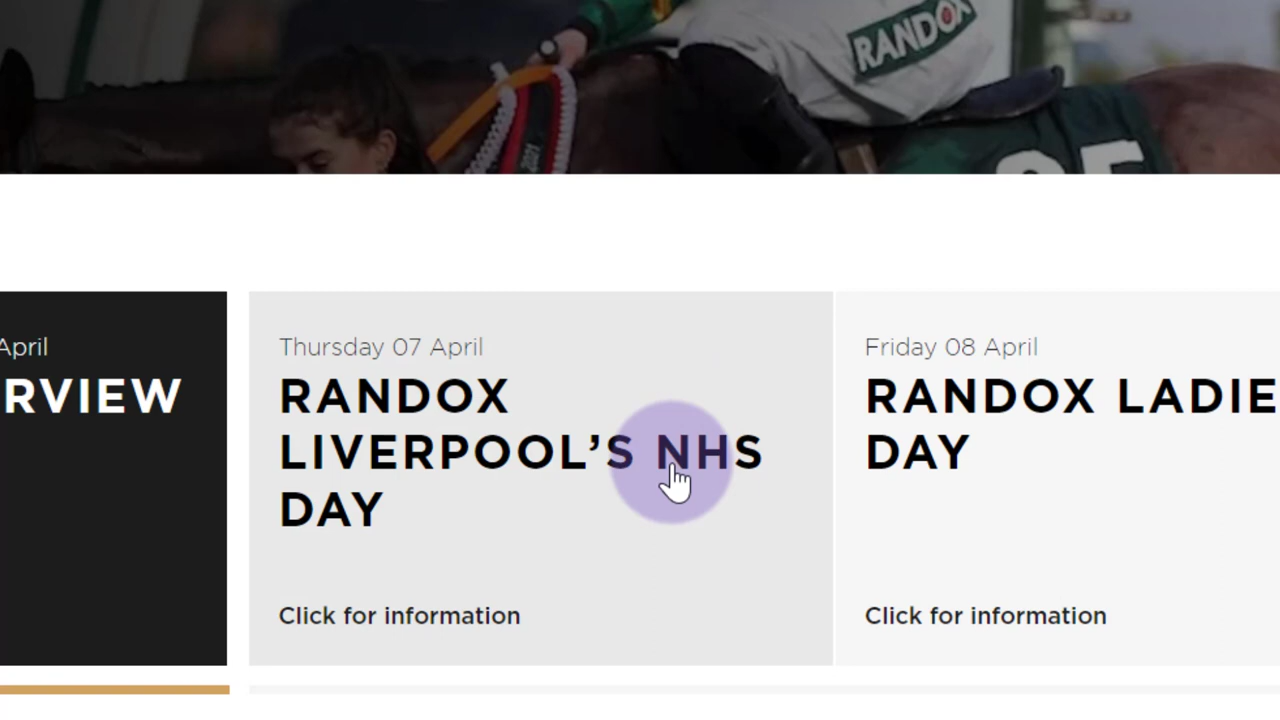 RANDOX
April
RVIEW
Thursday 07 April
RANDOX
LIVERPOOL’S NHS
DAY
Click for information
Friday 08 April
RANDOX LADIE
DAY
Click for information